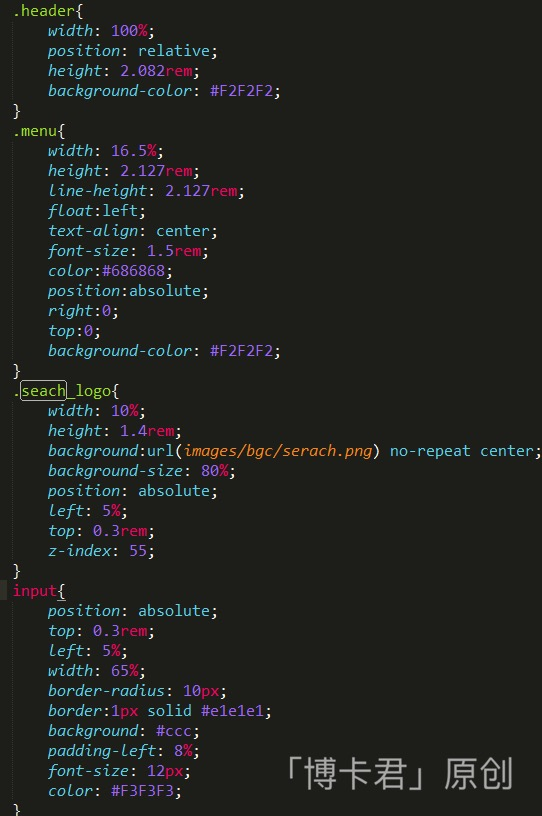 .header{
width: 100%;
position: relative;
height: 2.082rem;
background-color: #F2F2F2;
}
.menu{
width: 16.5%;
height: 2.127rem;
line-height: 2.127rem;
float:left;
text-align: center;
font-size: 1.5rem;
color:#686868;
position:absolute;
right:0;
top:0;
background-color: #F2F2F2;
}
.seach_logo{
width: 10%;
height: 1.4rem;
background:url(images/bgc/serach.png) no-repeat center;
background-size: 80%;
position: absolute;
left: 5%;
top: 0.3rem;
z-index: 55;
}
input{
position: absolute;
top: 0.3rem;
left: 5%;
width: 65%;
border-radius: 10px;
border:1px solid #e1e1e1;
background: #ccc;
padding-left: 8%;
font-size: 12px;
color: #F3F3F3;
}
「博卡君」原创